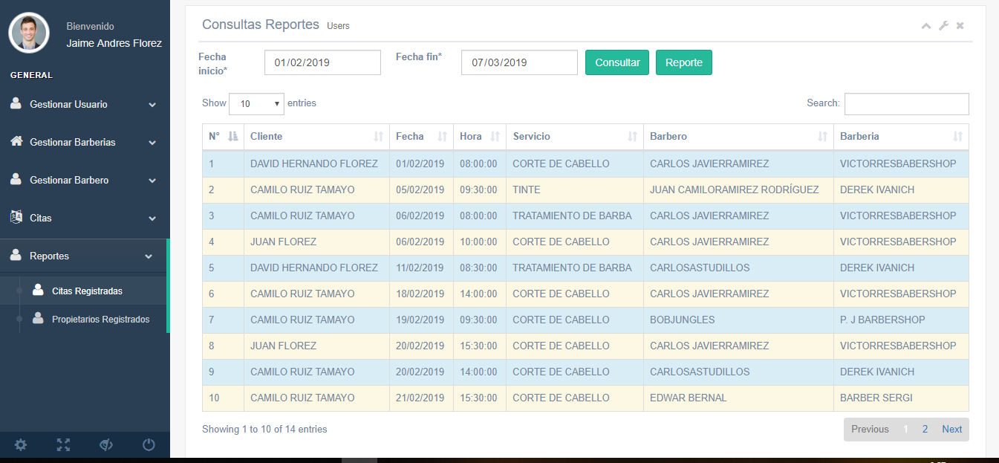 Bienvenido
Jaime Andres Florez
GENERAL
Gestionar Usuario
Gestionar Barberias
Gestionar Barbero
Citas
Reportes
Citas Registradas
Propietarios Registrados
Consultas Reportes Users
Fecha inicio* 01/02/2019 Fecha fin* 07/03/2019 Consultar Reporte
Show 10 entries Search:
N° Cliente Fecha Hora Servicio Barbero Barberia
1 DAVID HERNANDO FLOREZ 01/02/2019 08:00:00 CORTE DE CABELLO CARLOS JAVIERRAMIREZ VICTORRESBABERSHOP
2 CAMILO RUIZ TAMAYO 05/02/2019 09:30:00 TINTE JUAN CAMILORAMIREZ RODRÍGUEZ DEREK IVANICH
3 CAMILO RUIZ TAMAYO 06/02/2019 08:00:00 TRATAMIENTO DE BARBA CARLOS JAVIERRAMIREZ VICTORRESBABERSHOP
4 JUAN FLOREZ 06/02/2019 10:00:00 CORTE DE CABELLO CARLOS JAVIERRAMIREZ VICTORRESBABERSHOP
5 DAVID HERNANDO FLOREZ 11/02/2019 08:30:00 TRATAMIENTO DE BARBA CARLOSASTUDILLOS DEREK IVANICH
6 CAMILO RUIZ TAMAYO 18/02/2019 14:00:00 CORTE DE CABELLO CARLOS JAVIERRAMIREZ VICTORRESBABERSHOP
7 CAMILO RUIZ TAMAYO 19/02/2019 09:30:00 CORTE DE CABELLO BOBJUNGLES P. J BARBERSHOP
8 JUAN FLOREZ 20/02/2019 15:30:00 CORTE DE CABELLO CARLOS JAVIERRAMIREZ VICTORRESBABERSHOP
9 CAMILO RUIZ TAMAYO 20/02/2019 14:00:00 CORTE DE CABELLO CARLOSASTUDILLOS DEREK IVANICH
10 CAMILO RUIZ TAMAYO 21/02/2019 15:30:00 CORTE DE CABELLO EDWAR BERNAL BARBER SERGI
Showing 1 to 10 of 14 entries Previous 1 2 Next